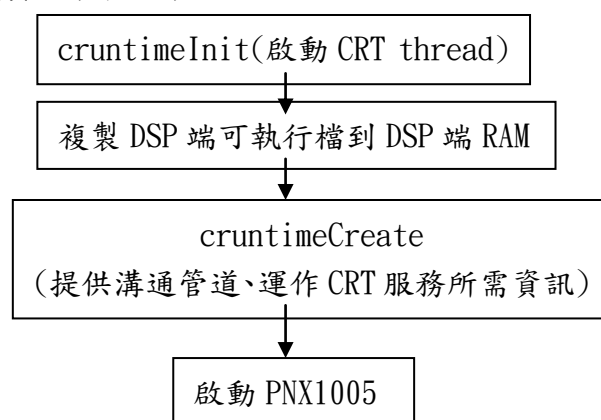 cruntimeInit(啟動 CRT thread)
複製 DSP 端可執行檔到 DSP 端 RAM
cruntimeCreate
(提供溝通管道、運作 CRT 服務所需資訊)
啟動 PNX1005